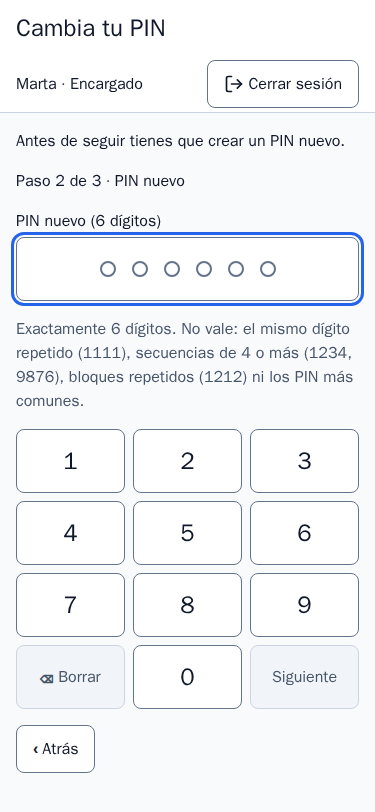 Cambia tu PIN
Marta · Encargado
Cerrar sesión
Antes de seguir tienes que crear un PIN nuevo.
Paso 2 de 3 · PIN nuevo
PIN nuevo (6 dígitos)
Exactamente 6 dígitos. No vale: el mismo dígito
repetido (1111), secuencias de 4 o más (1234,
9876), bloques repetidos (1212) ni los PIN más
comunes.
1 2 3
4 5 6
7 8 9
⌫ Borrar 0 Siguiente
‹ Atrás